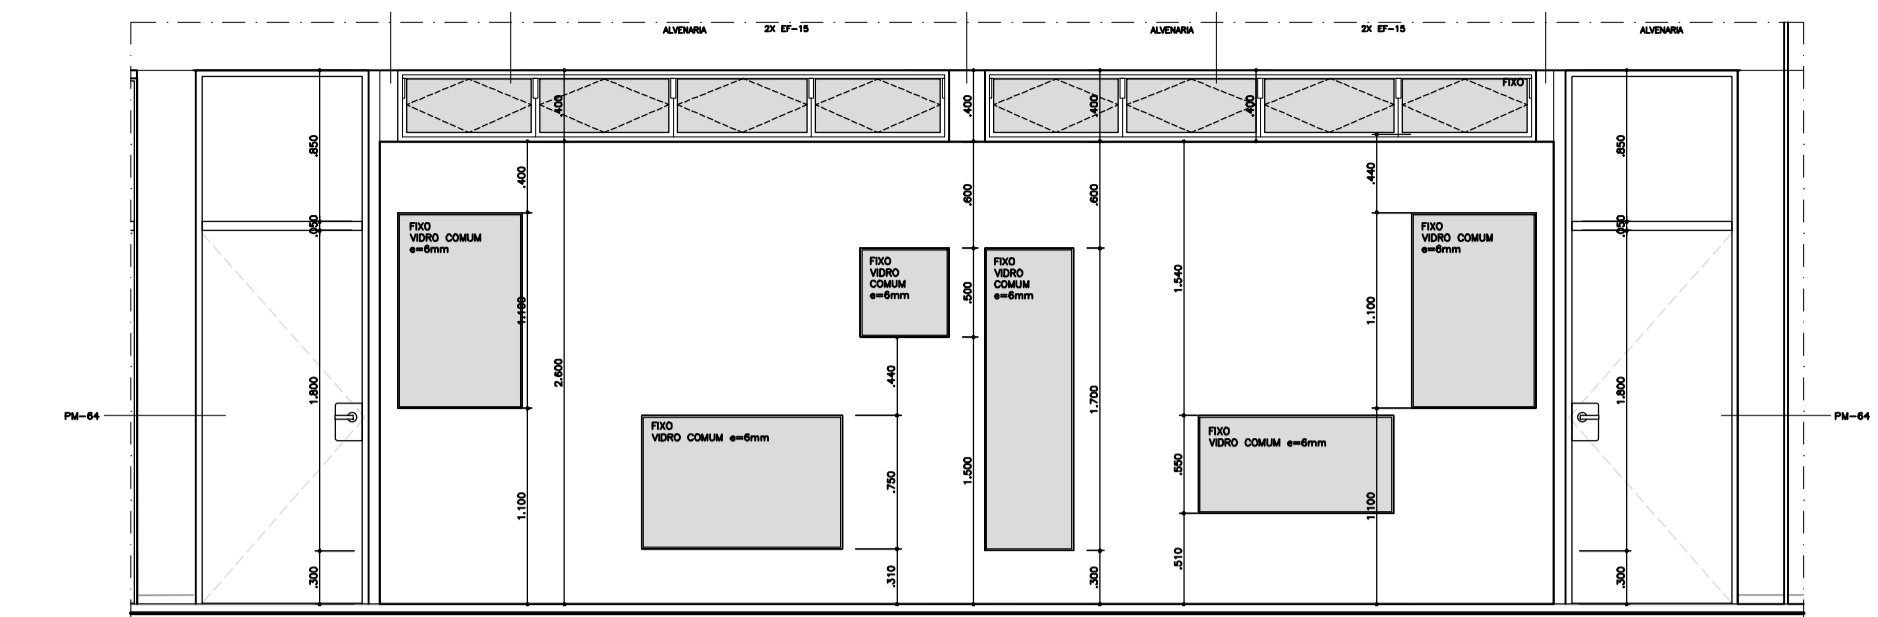 ALVENARIA
2X EF-15
ALVENARIA
2X EF-15
ALVENARIA
FIXO
.400
.400
.400
.400
.850
.850
.400
.600
.600
.440
.050
.050
FIXO
VIDRO COMUM
e=6mm
FIXO
VIDRO
COMUM
e=6mm
FIXO
VIDRO
COMUM
e=6mm
FIXO
VIDRO COMUM
e=6mm
1.100
.500
1.540
1.100
2.600
.440
1.800
1.700
1.800
PM-64
PM-64
FIXO
VIDRO COMUM e=6mm
FIXO
VIDRO COMUM e=6mm
1.100
.750
1.500
.550
1.100
.300
.310
.300
.510
.300